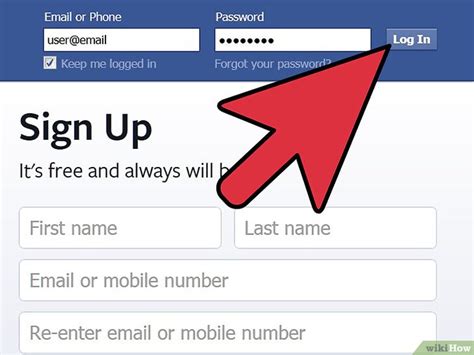 Email or Phone Password
user@email •••••••• Log In
Keep me logged in Forgot your password?
Sign Up
It's free and always will b
First name Last name
Email or mobile number
Re-enter email or mobile number
wikiHow